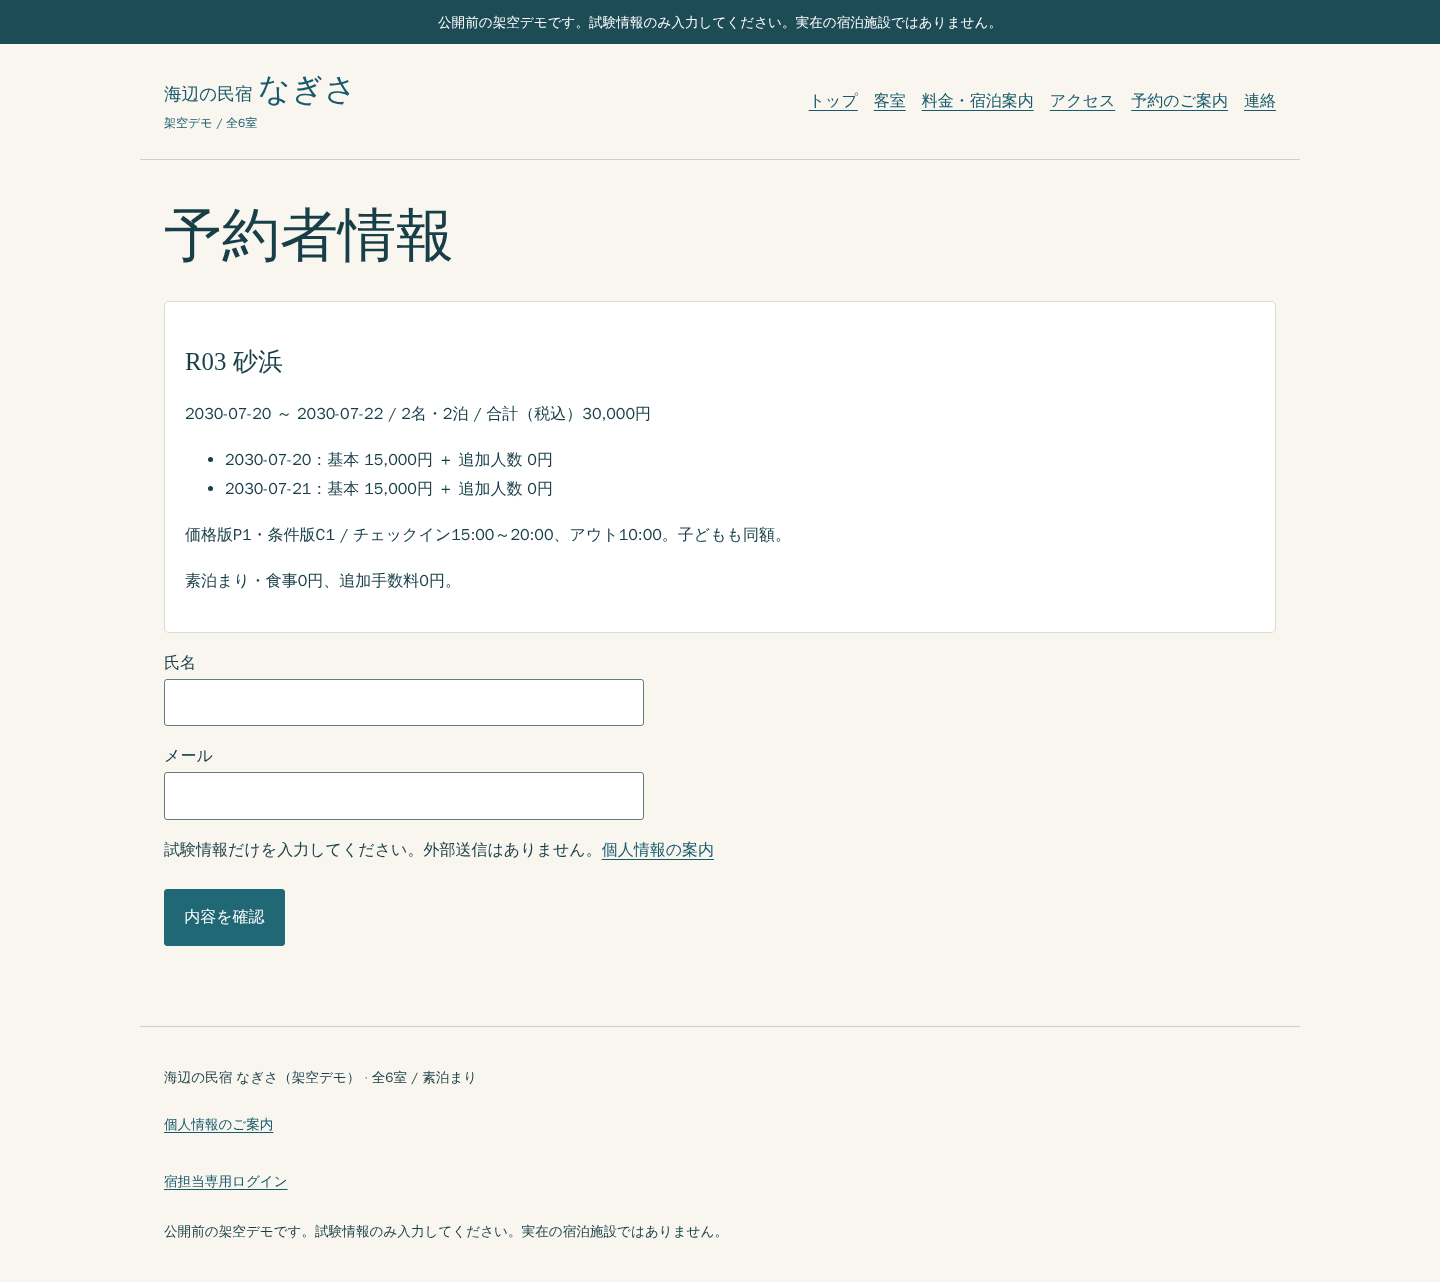 公開前の架空デモです。試験情報のみ入力してください。実在の宿泊施設ではありません。
海辺の民宿 なぎさ
架空デモ / 全6室
トップ 客室 料金・宿泊案内 アクセス 予約のご案内 連絡
予約者情報
R03 砂浜
2030-07-20 ～ 2030-07-22 / 2名・2泊 / 合計（税込）30,000円
• 2030-07-20：基本 15,000円 ＋ 追加人数 0円
• 2030-07-21：基本 15,000円 ＋ 追加人数 0円
価格版P1・条件版C1 / チェックイン15:00～20:00、アウト10:00。子どもも同額。
素泊まり・食事0円、追加手数料0円。
氏名
メール
試験情報だけを入力してください。外部送信はありません。個人情報の案内
内容を確認
海辺の民宿 なぎさ（架空デモ） · 全6室 / 素泊まり
個人情報のご案内
宿担当専用ログイン
公開前の架空デモです。試験情報のみ入力してください。実在の宿泊施設ではありません。